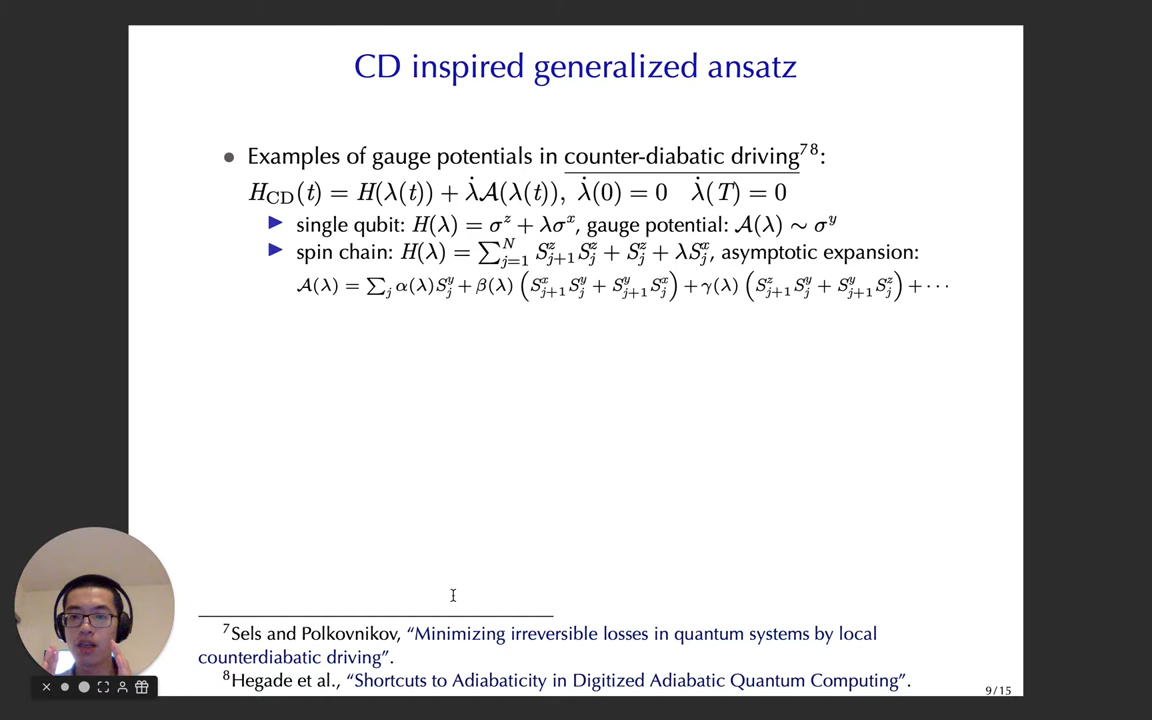 CD inspired generalized ansatz
• Examples of gauge potentials in counter-diabatic driving⁷⁸:
H_CD(t) = H(λ(t)) + λ̇𝒜(λ(t)), λ̇(0) = 0 λ̇(T) = 0
▶ single qubit: H(λ) = σᶻ + λσˣ, gauge potential: 𝒜(λ) ∼ σʸ
▶ spin chain: H(λ) = ∑_{j=1}^{N} S^z_{j+1}S^z_j + S^z_j + λS^x_j, asymptotic expansion:
𝒜(λ) = ∑_j α(λ)S^y_j + β(λ) (S^x_{j+1}S^y_j + S^y_{j+1}S^x_j) + γ(λ) (S^z_{j+1}S^y_j + S^y_{j+1}S^z_j) + ···
⁷Sels and Polkovnikov, “Minimizing irreversible losses in quantum systems by local
counterdiabatic driving”.
⁸Hegade et al., “Shortcuts to Adiabaticity in Digitized Adiabatic Quantum Computing”.
9/15